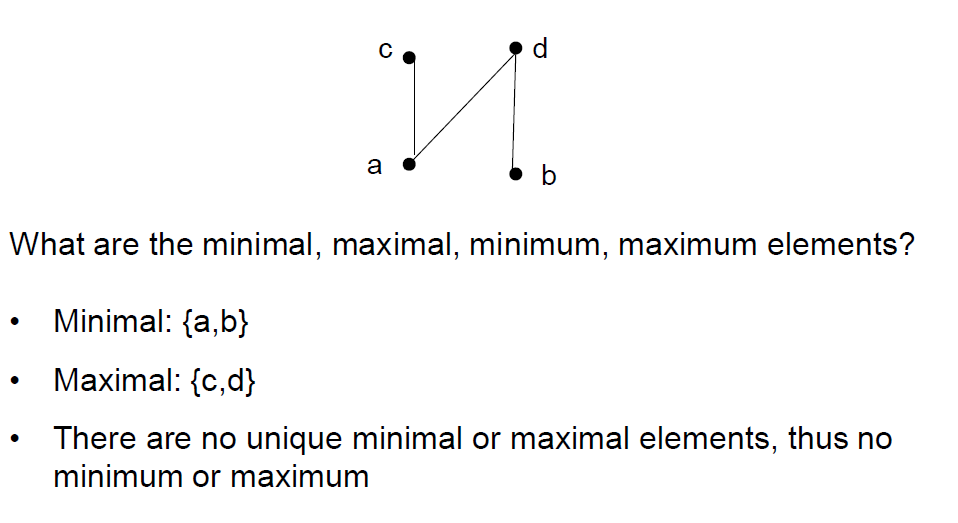 c
d
a
b
What are the minimal, maximal, minimum, maximum elements?
• Minimal: {a,b}
• Maximal: {c,d}
• There are no unique minimal or maximal elements, thus no
minimum or maximum